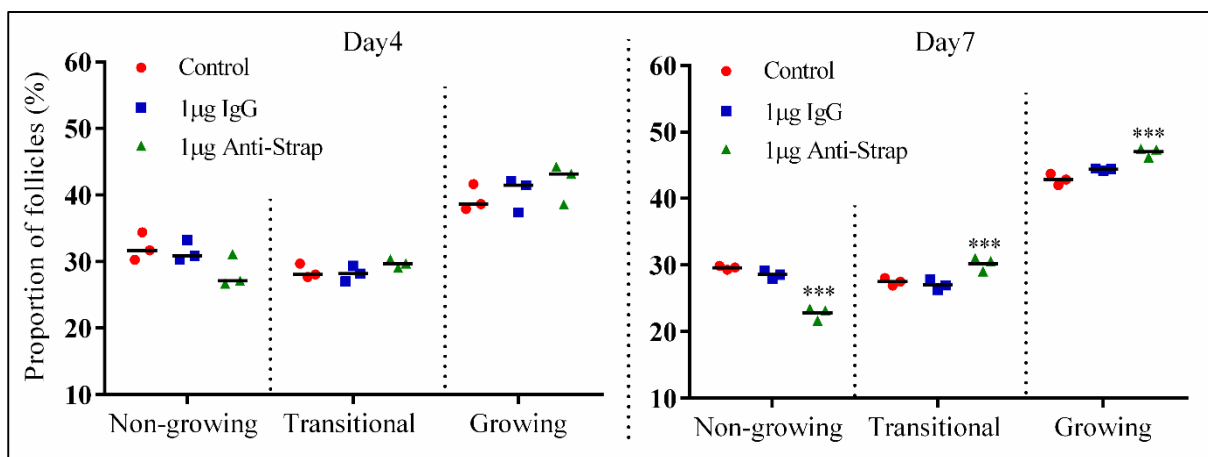 Day4
Proportion of follicles (%)
60
50
40
30
20
10
Control
1μg IgG
1μg Anti-Strap
Non-growing
Transitional
Growing
Day7
60
50
40
30
20
10
Control
1μg IgG
1μg Anti-Strap
***
***
***
Non-growing
Transitional
Growing